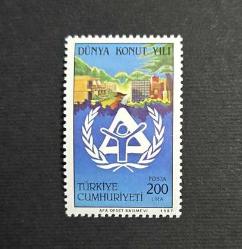 DÜNYA KONUT YILI
POSTA
200
LİRA
TÜRKİYE
CUMHURİYETİ
APA OFSET BASIMEVİ 1987